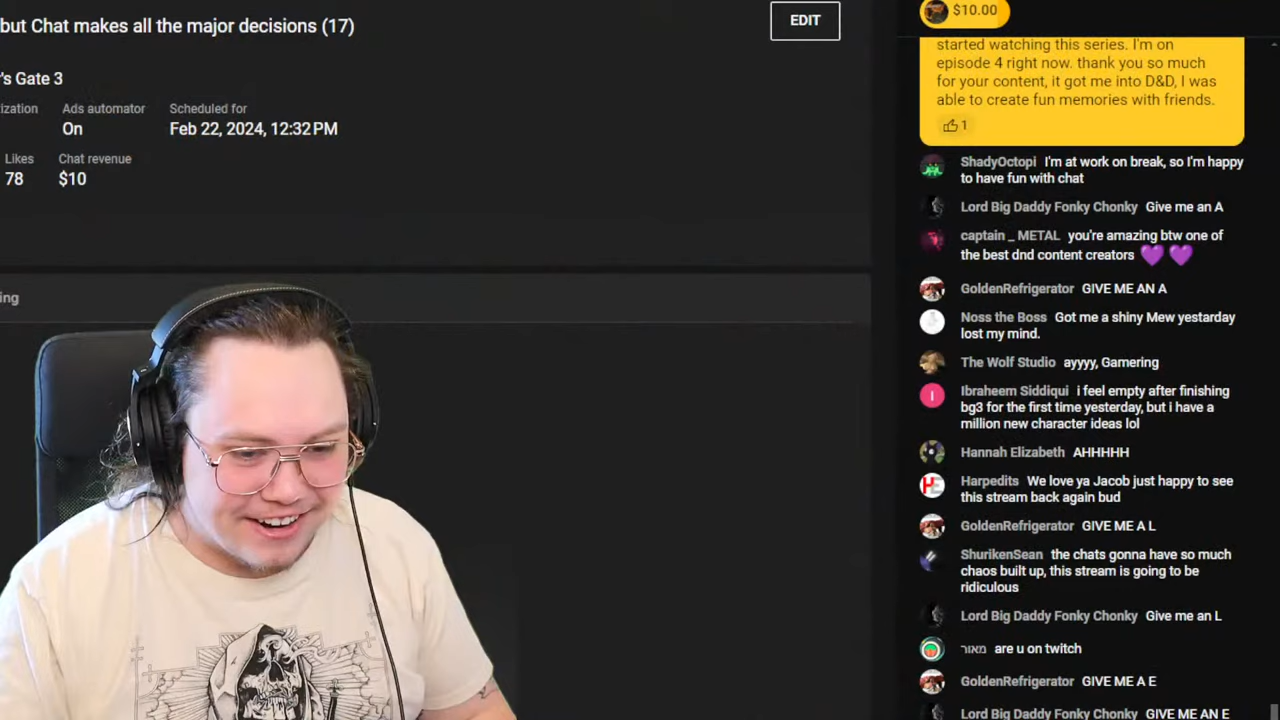 but Chat makes all the major decisions (17)
EDIT
's Gate 3
ization
Ads automator
Scheduled for
On
Feb 22, 2024, 12:32 PM
Likes
Chat revenue
78
$10
ing
$10.00
started watching this series. I'm on
episode 4 right now. thank you so much
for your content, it got me into D&D, I was
able to create fun memories with friends.
1
ShadyOctopi I'm at work on break, so I'm happy
to have fun with chat
Lord Big Daddy Fonky Chonky Give me an A
captain _ METAL you're amazing btw one of
the best dnd content creators 💜 💜
GoldenRefrigerator GIVE ME AN A
Noss the Boss Got me a shiny Mew yestarday
lost my mind.
The Wolf Studio ayyyy, Gamering
I
Ibraheem Siddiqui i feel empty after finishing
bg3 for the first time yesterday, but i have a
million new character ideas lol
Hannah Elizabeth AHHHHH
HE
Harpedits We love ya Jacob just happy to see
this stream back again bud
GoldenRefrigerator GIVE ME A L
ShurikenSean the chats gonna have so much
chaos built up, this stream is going to be
ridiculous
Lord Big Daddy Fonky Chonky Give me an L
מאור are u on twitch
GoldenRefrigerator GIVE ME A E
Lord Big Daddy Fonky Chonky GIVE ME AN E